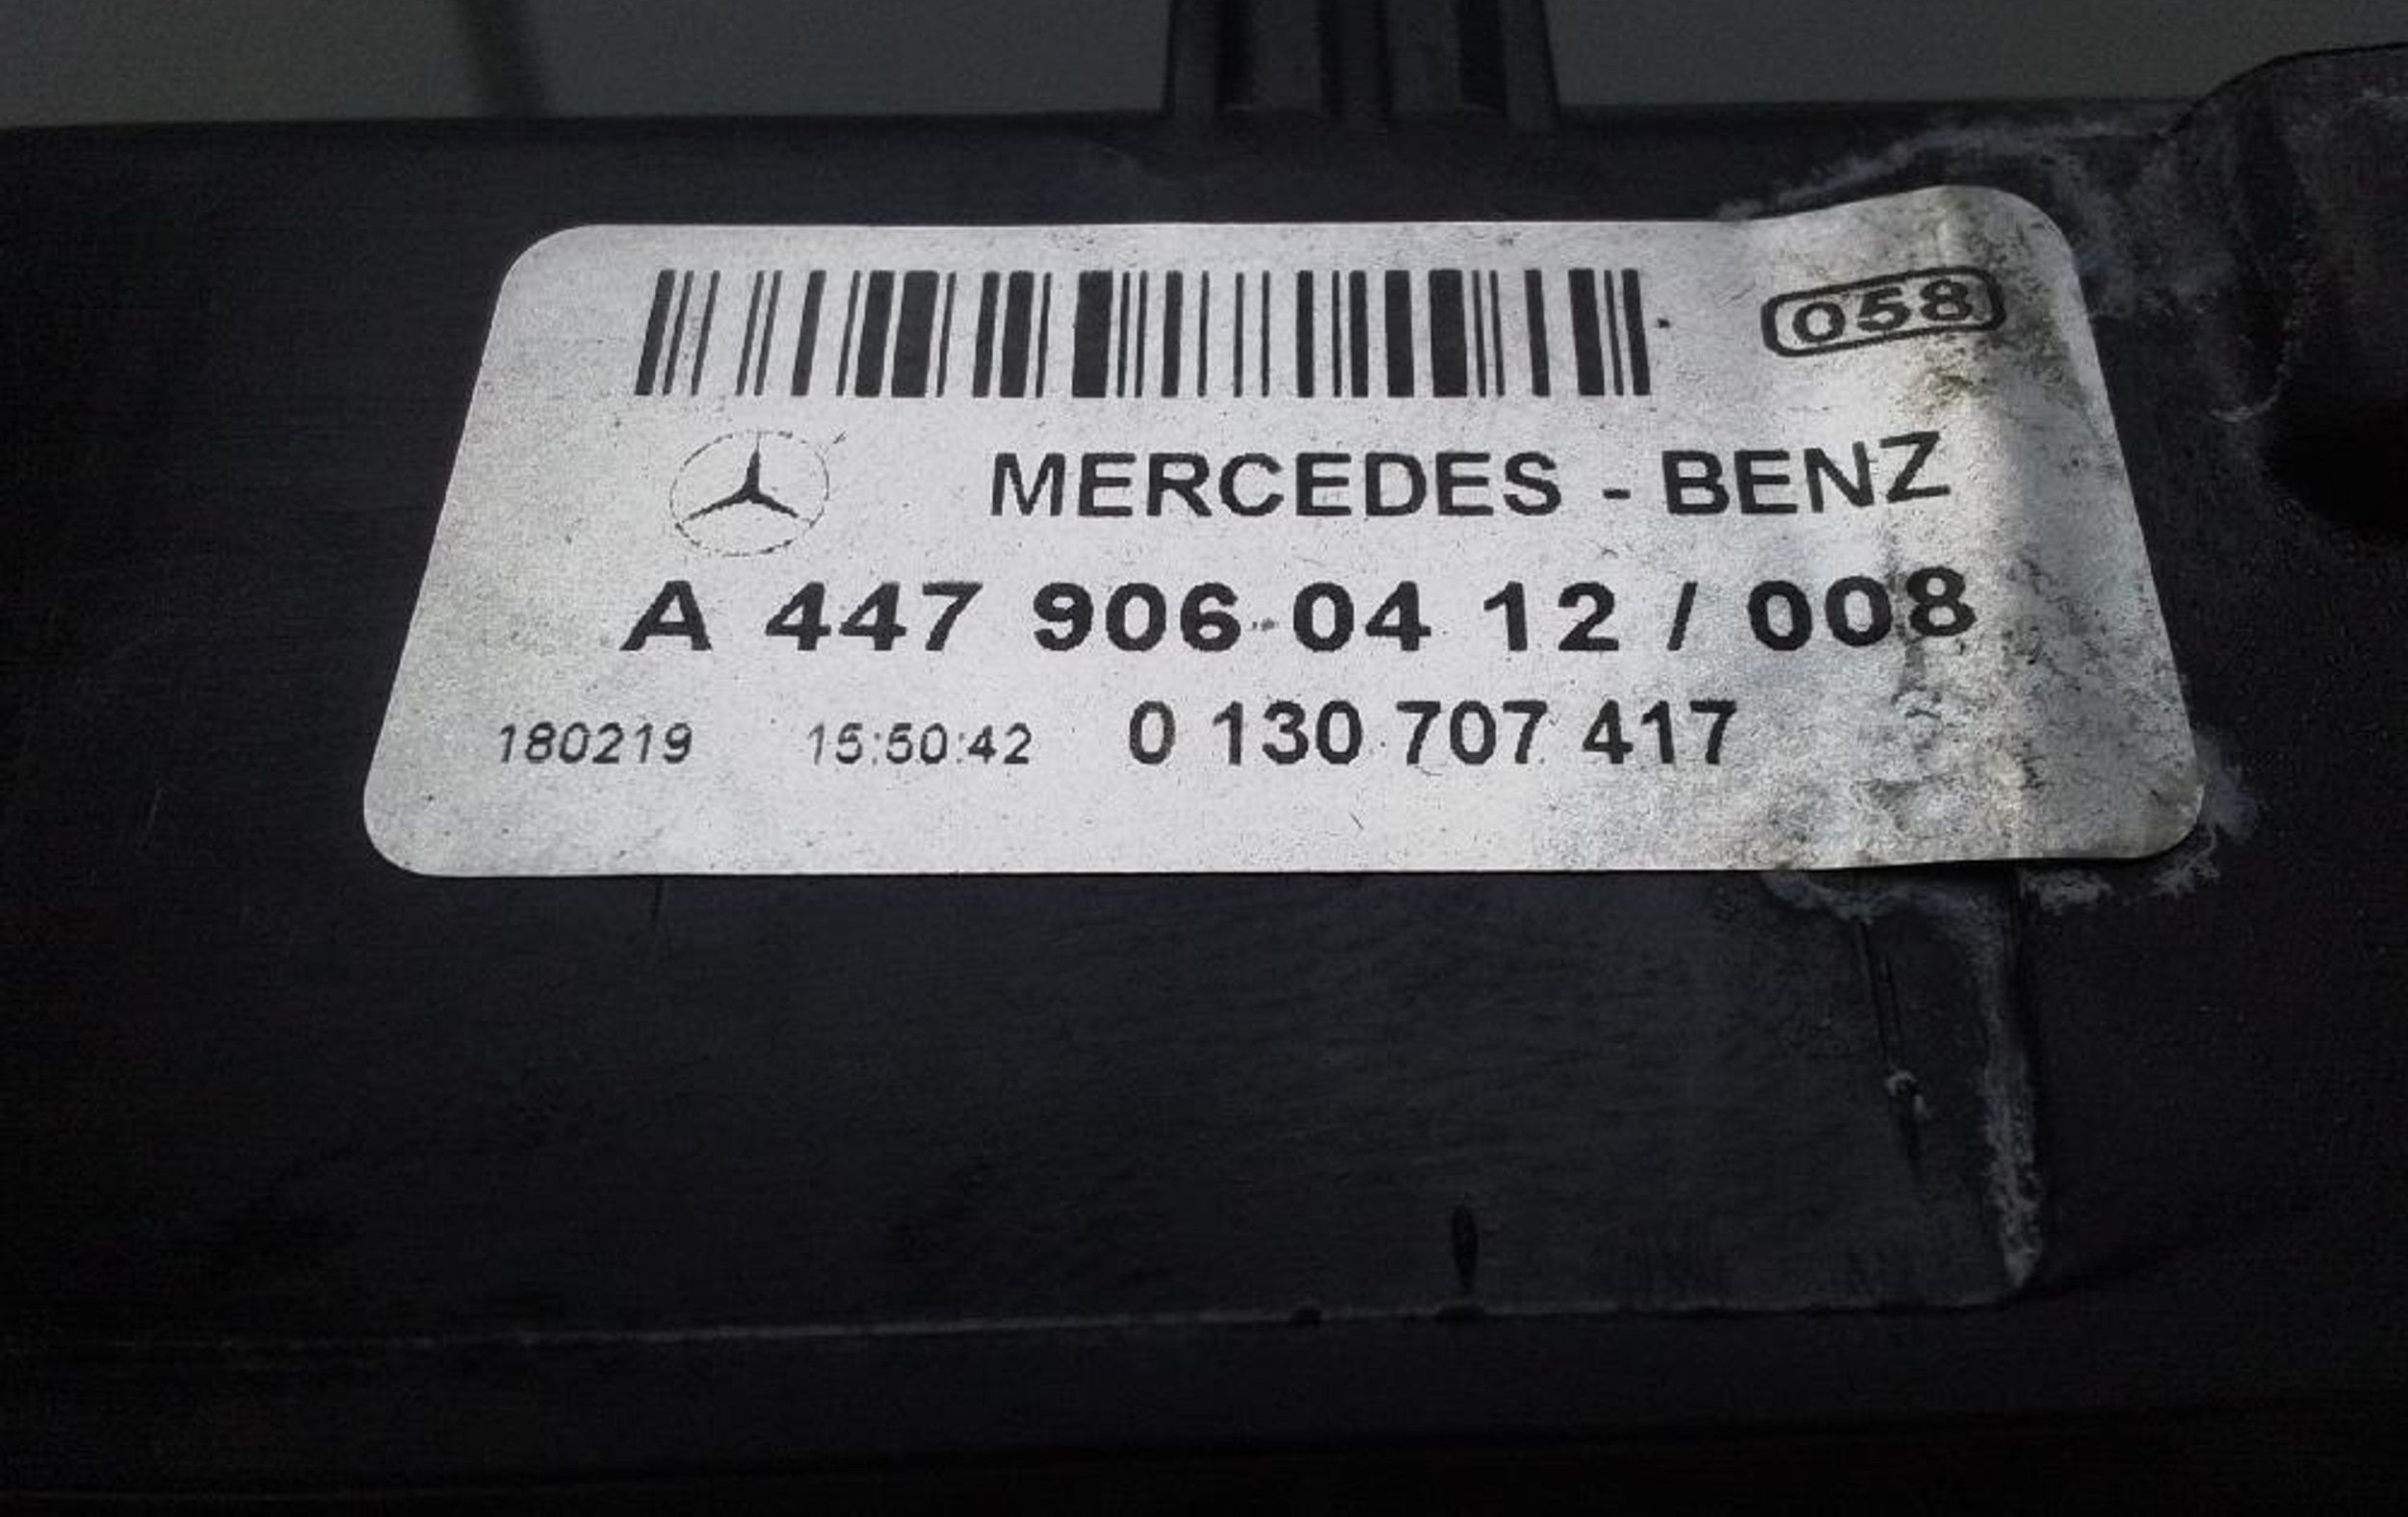 058
MERCEDES - BENZ
A 447 906 04 12 / 008
180219 15:50:42 0 130 707 417